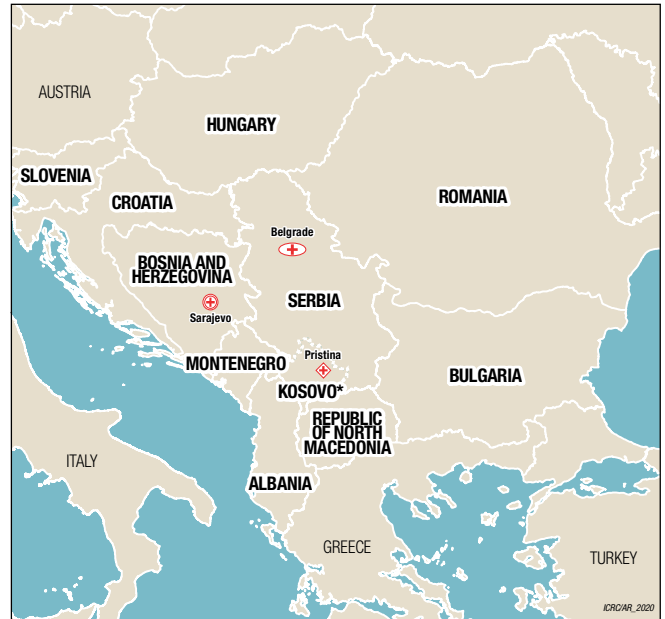 AUSTRIA
HUNGARY
SLOVENIA
CROATIA
ROMANIA
Belgrade
BOSNIA AND
HERZEGOVINA
SERBIA
Sarajevo
Pristina
MONTENEGRO
BULGARIA
KOSOVO*
REPUBLIC
OF NORTH
MACEDONIA
ITALY
ALBANIA
GREECE
TURKEY
ICRC/AR_2020